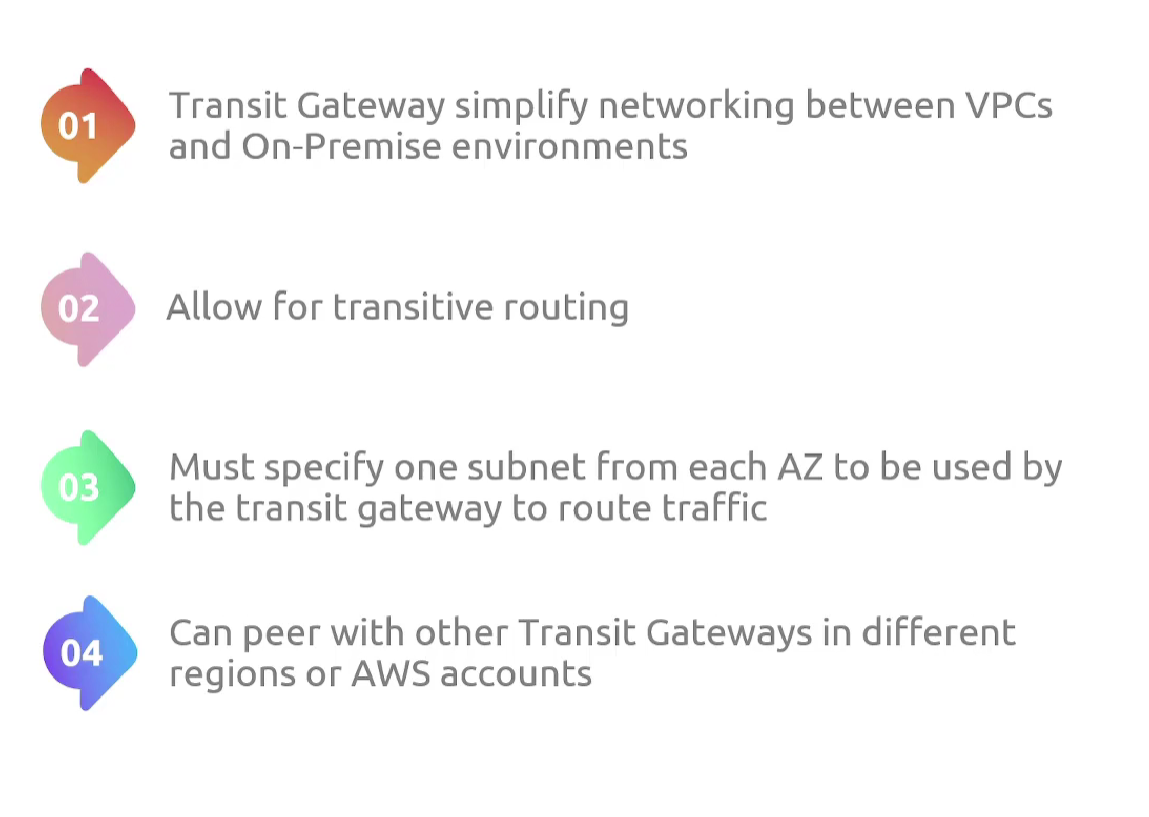 01
Transit Gateway simplify networking between VPCs
and On-Premise environments
02
Allow for transitive routing
03
Must specify one subnet from each AZ to be used by
the transit gateway to route traffic
04
Can peer with other Transit Gateways in different
regions or AWS accounts